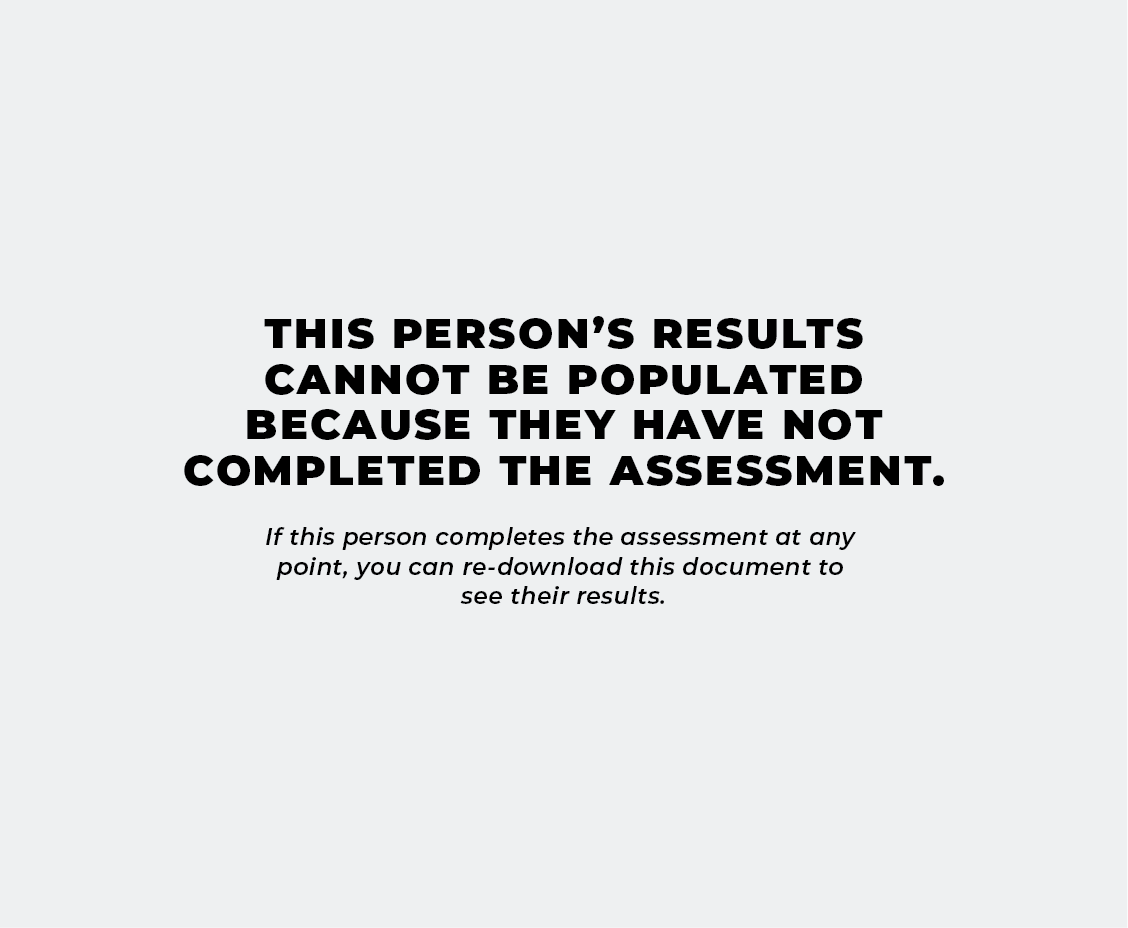 THIS PERSON’S RESULTS
CANNOT BE POPULATED
BECAUSE THEY HAVE NOT
COMPLETED THE ASSESSMENT.
If this person completes the assessment at any
point, you can re-download this document to
see their results.